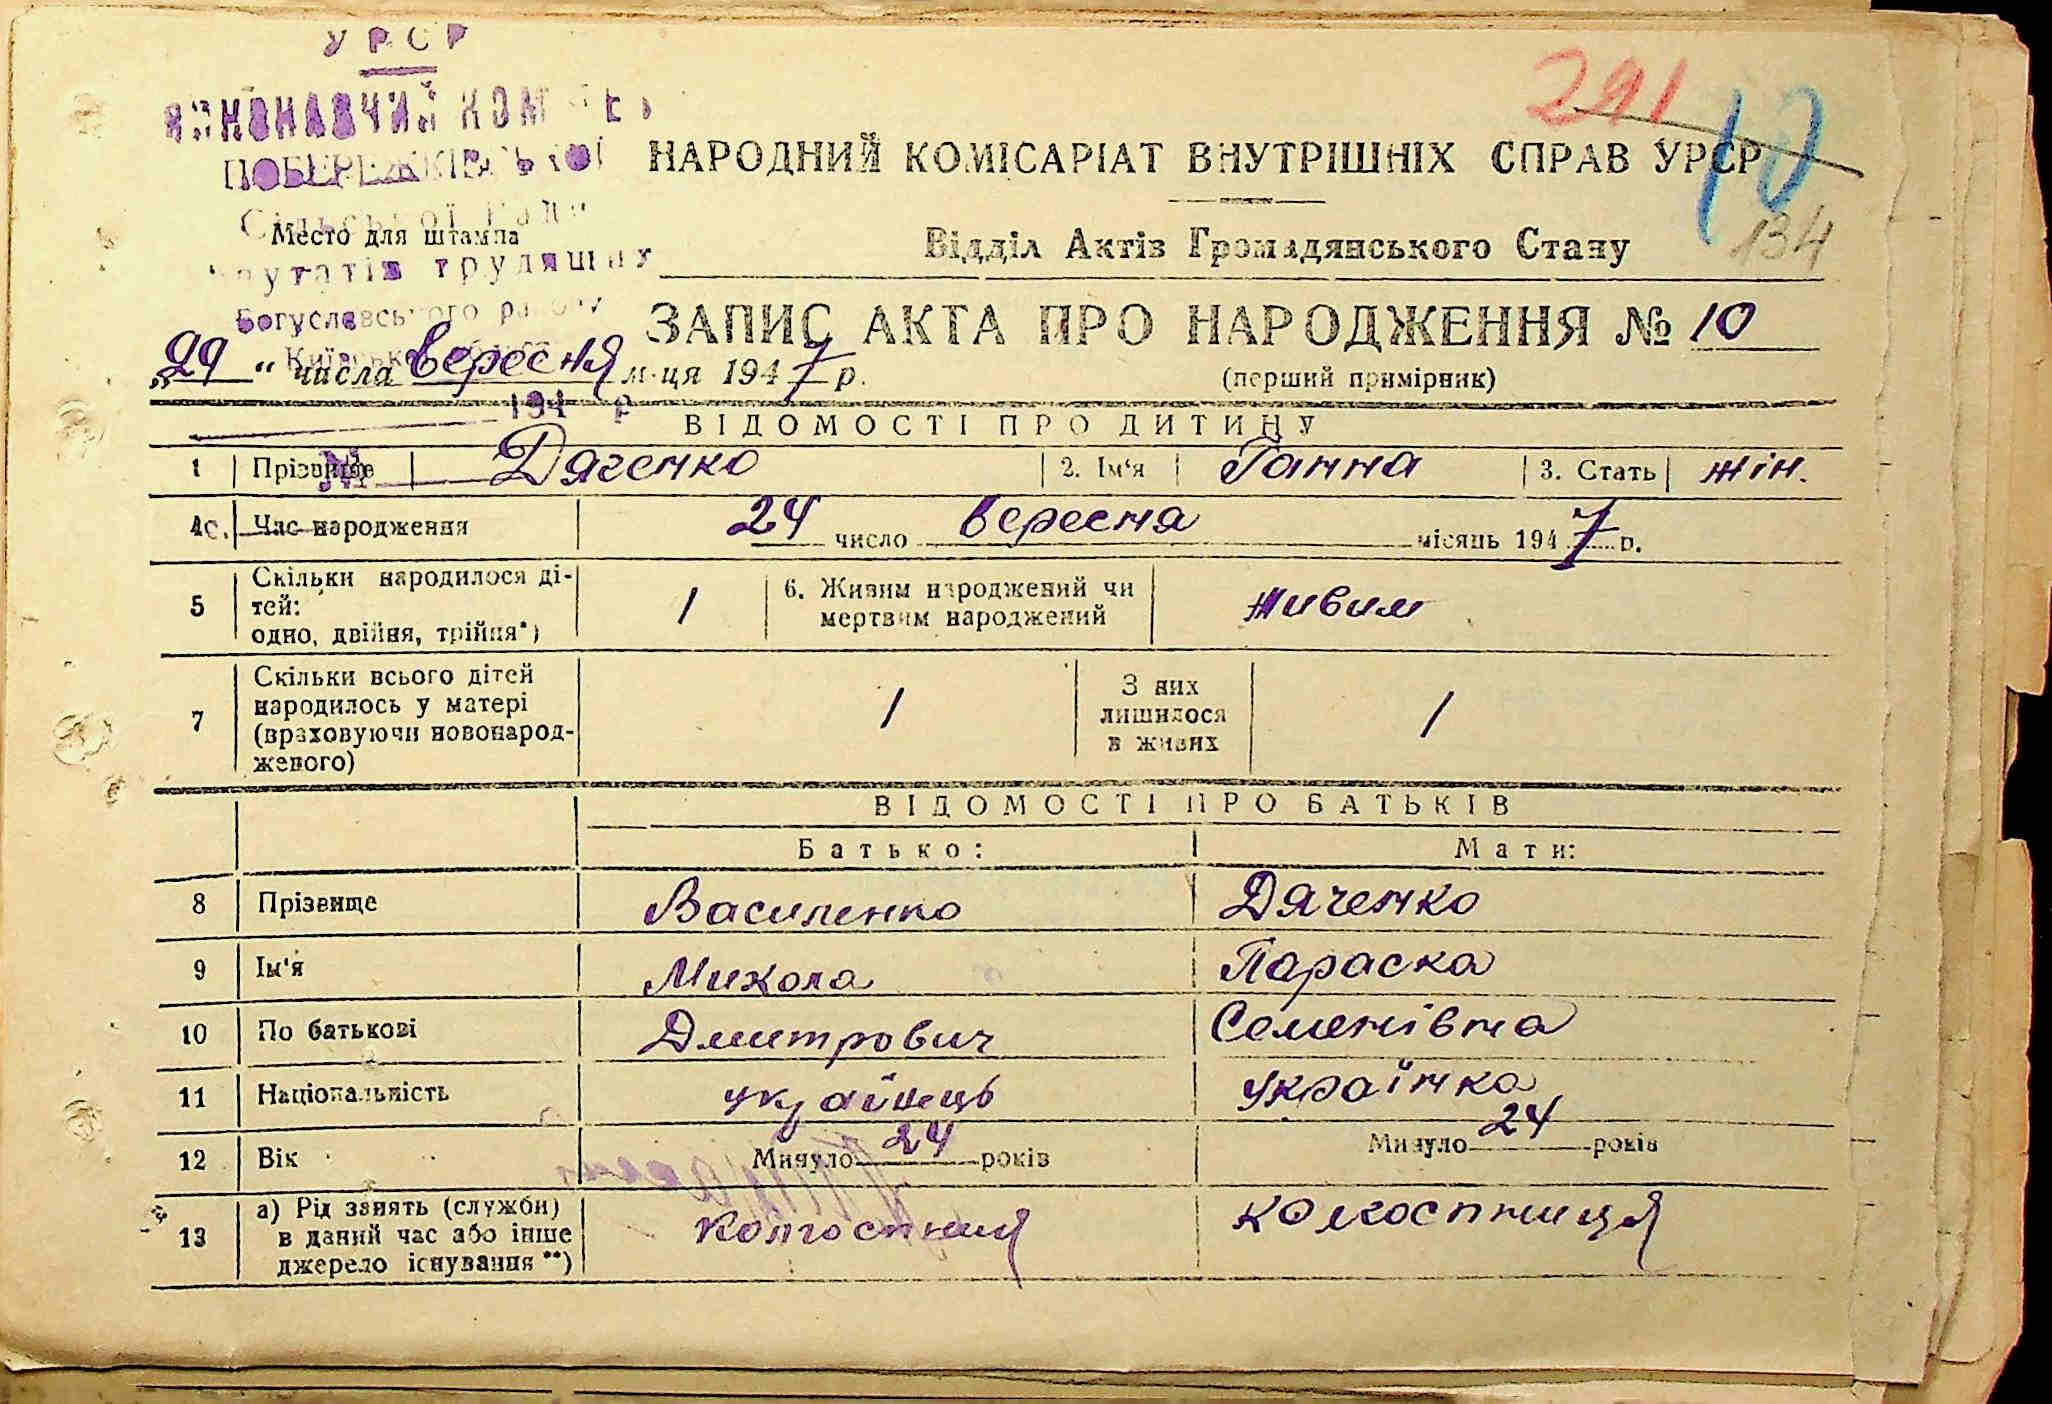 УРСР
ВИКОНАВЧИЙ КОМІТЕТ
ПОБЕРЕЖКІВСЬКОЇ
Сільської Ради
депутатів трудящих
Богуславського району
Київської
194 р
№
Место для штампа
291
10
134
НАРОДНИЙ КОМІСАРІАТ ВНУТРІШНІХ СПРАВ УРСР
Відділ Актів Громадянського Стану
ЗАПИС АКТА ПРО НАРОДЖЕННЯ № 10
„29“ числа вересня м-ця 1947 р.
(перший примірник)
ВІДОМОСТІ ПРО ДИТИНУ
1 Прізвище Дяченко 2. Ім'я Ганна 3. Стать жін.
4 Час народження 24 число вересня місяць 1947 р.
5 Скільки народилося ді-
тей:
одно, двійня, трійня*) 1
6. Живим народжений чи
мертвим народжений живим
7 Скільки всього дітей
народилось у матері
(враховуючи новонарод-
женого) 1
З них
лишилося
в живих 1
ВІДОМОСТІ ПРО БАТЬКІВ
Батько: Мати:
8 Прізвище Василенко Дяченко
9 Ім'я Микола Параска
10 По батькові Дмитрович Семенівна
11 Національність українець українка
12 Вік Минуло 24 років Минуло 24 років
13 а) Рід занять (служби)
в даний час або інше
джерело існування **) Колгоспник колгоспниця